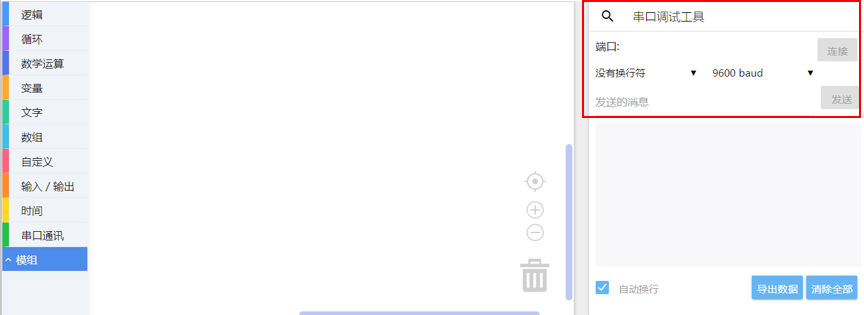 逻辑
循环
数学运算
变量
文字
数组
自定义
输入 / 输出
时间
串口通讯
模组
串口调试工具
端口:
连接
没有换行符
9600 baud
发送的消息
发送
自动换行
导出数据
清除全部